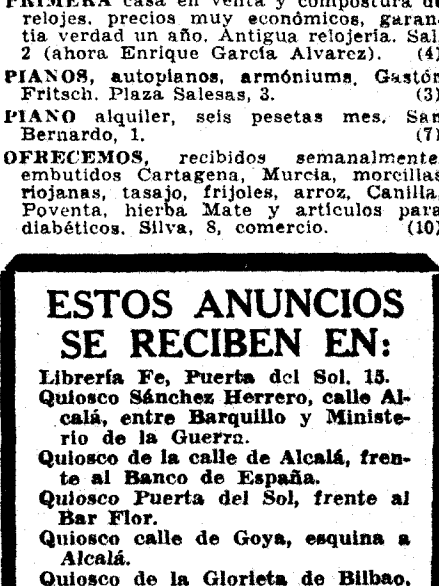 PRIMERA casa en venta y compostura de
relojes, precios muy económicos, garan-
tía verdad un año. Antigua relojería. Sal,
2 (ahora Enrique García Alvarez). (4)
PIANOS, autopianos, armóniums, Gastón
Fritsch. Plaza Salesas, 3. (3)
PIANO alquiler, seis pesetas mes. San
Bernardo, 1. (7)
OFRECEMOS, recibidos semanalmente
embutidos Cartagena, Murcia, morcillas
riojanas, tasajo, frijoles, arroz, Canilla,
Poventa, hierba Mate y artículos para
diabéticos. Silva, 8, comercio. (10)
ESTOS ANUNCIOS
SE RECIBEN EN:
Librería Fe, Puerta del Sol, 15.
Quiosco Sánchez Herrero, calle Al-
calá, entre Barquillo y Ministe-
rio de la Guerra.
Quiosco de la calle de Alcalá, fren-
te al Banco de España.
Quiosco Puerta del Sol, frente al
Bar Flor.
Quiosco calle de Goya, esquina a
Alcalá.
Quiosco de la Glorieta de Bilbao,